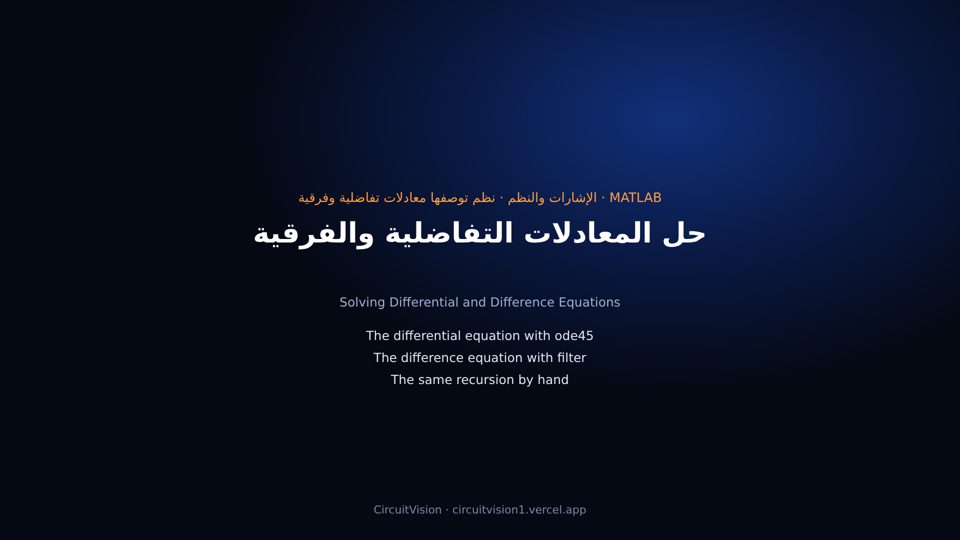 MATLAB · الإشارات والنظم · نظم توصفها معادلات تفاضلية وفرقية
حل المعادلات التفاضلية والفرقية
Solving Differential and Difference Equations
The differential equation with ode45
The difference equation with filter
The same recursion by hand
CircuitVision · circuitvision1.vercel.app